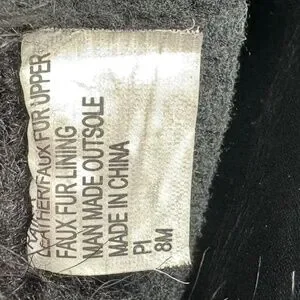 LEATHER/FAUX FUR UPPER
FAUX FUR LINING
MAN MADE OUTSOLE
MADE IN CHINA
PI
8M